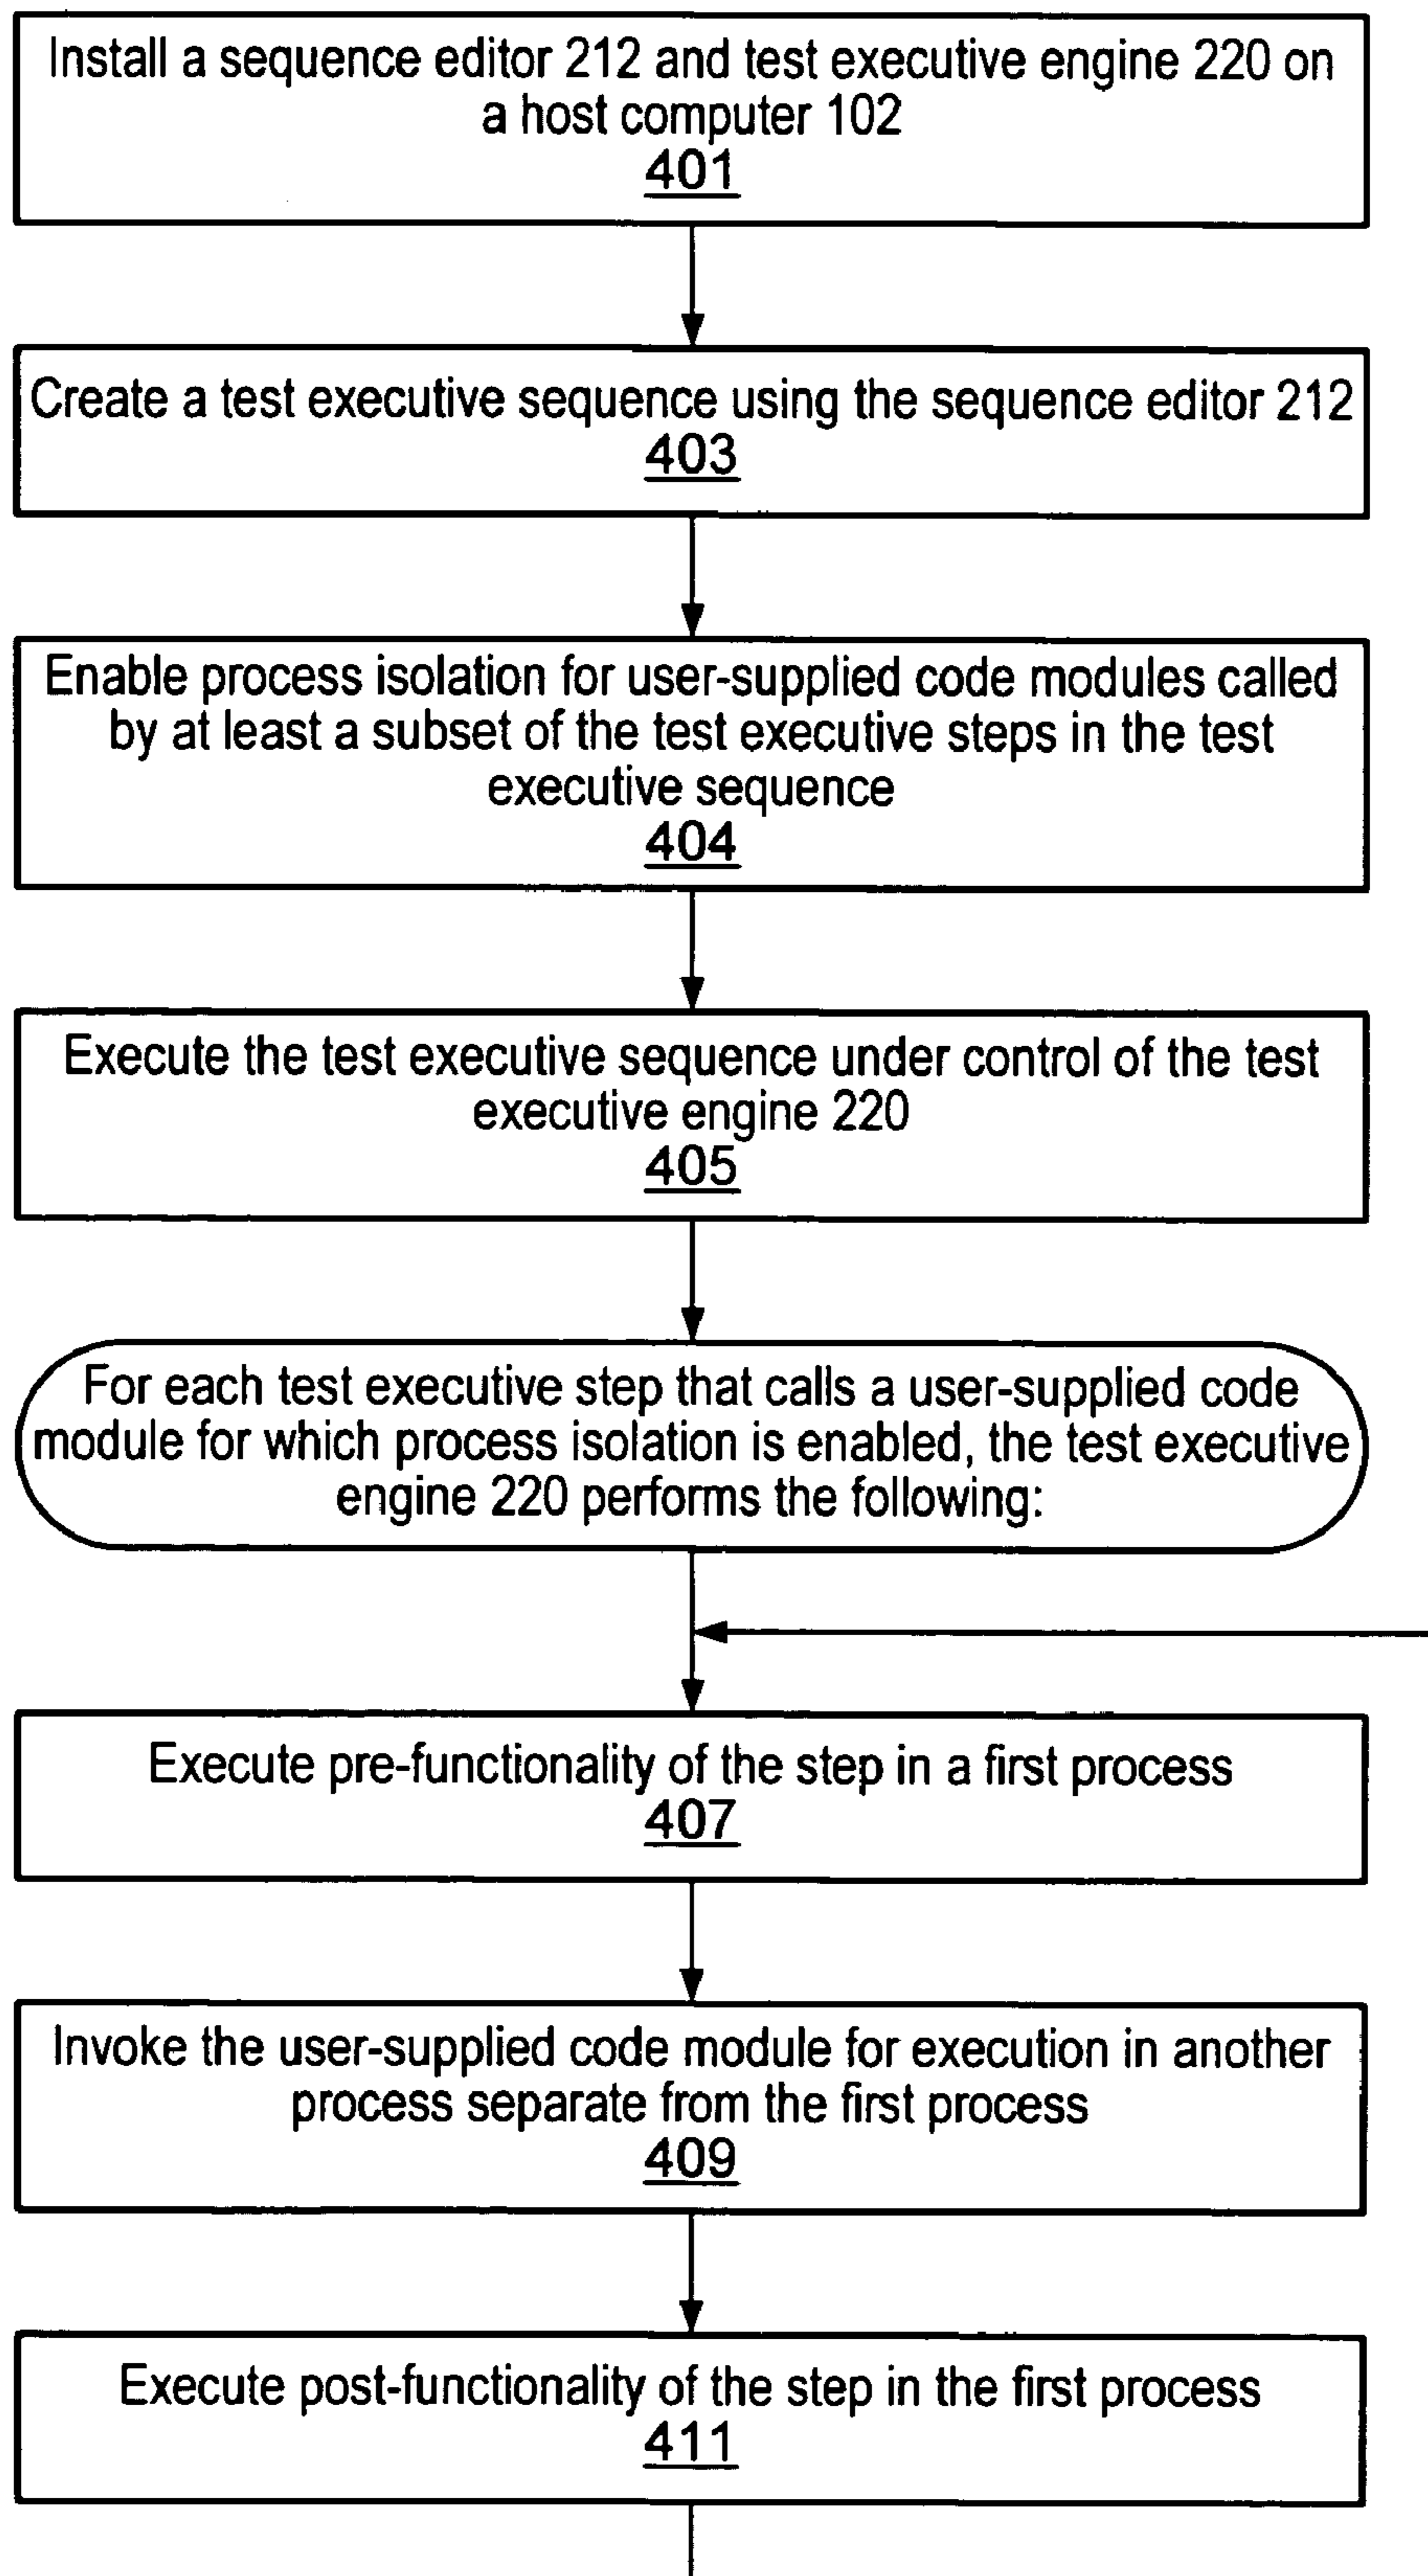 Install a sequence editor 212 and test executive engine 220 on
a host computer 102
401
Create a test executive sequence using the sequence editor 212
403
Enable process isolation for user-supplied code modules called
by at least a subset of the test executive steps in the test
executive sequence
404
Execute the test executive sequence under control of the test
executive engine 220
405
For each test executive step that calls a user-supplied code
module for which process isolation is enabled, the test executive
engine 220 performs the following:
Execute pre-functionality of the step in a first process
407
Invoke the user-supplied code module for execution in another
process separate from the first process
409
Execute post-functionality of the step in the first process
411